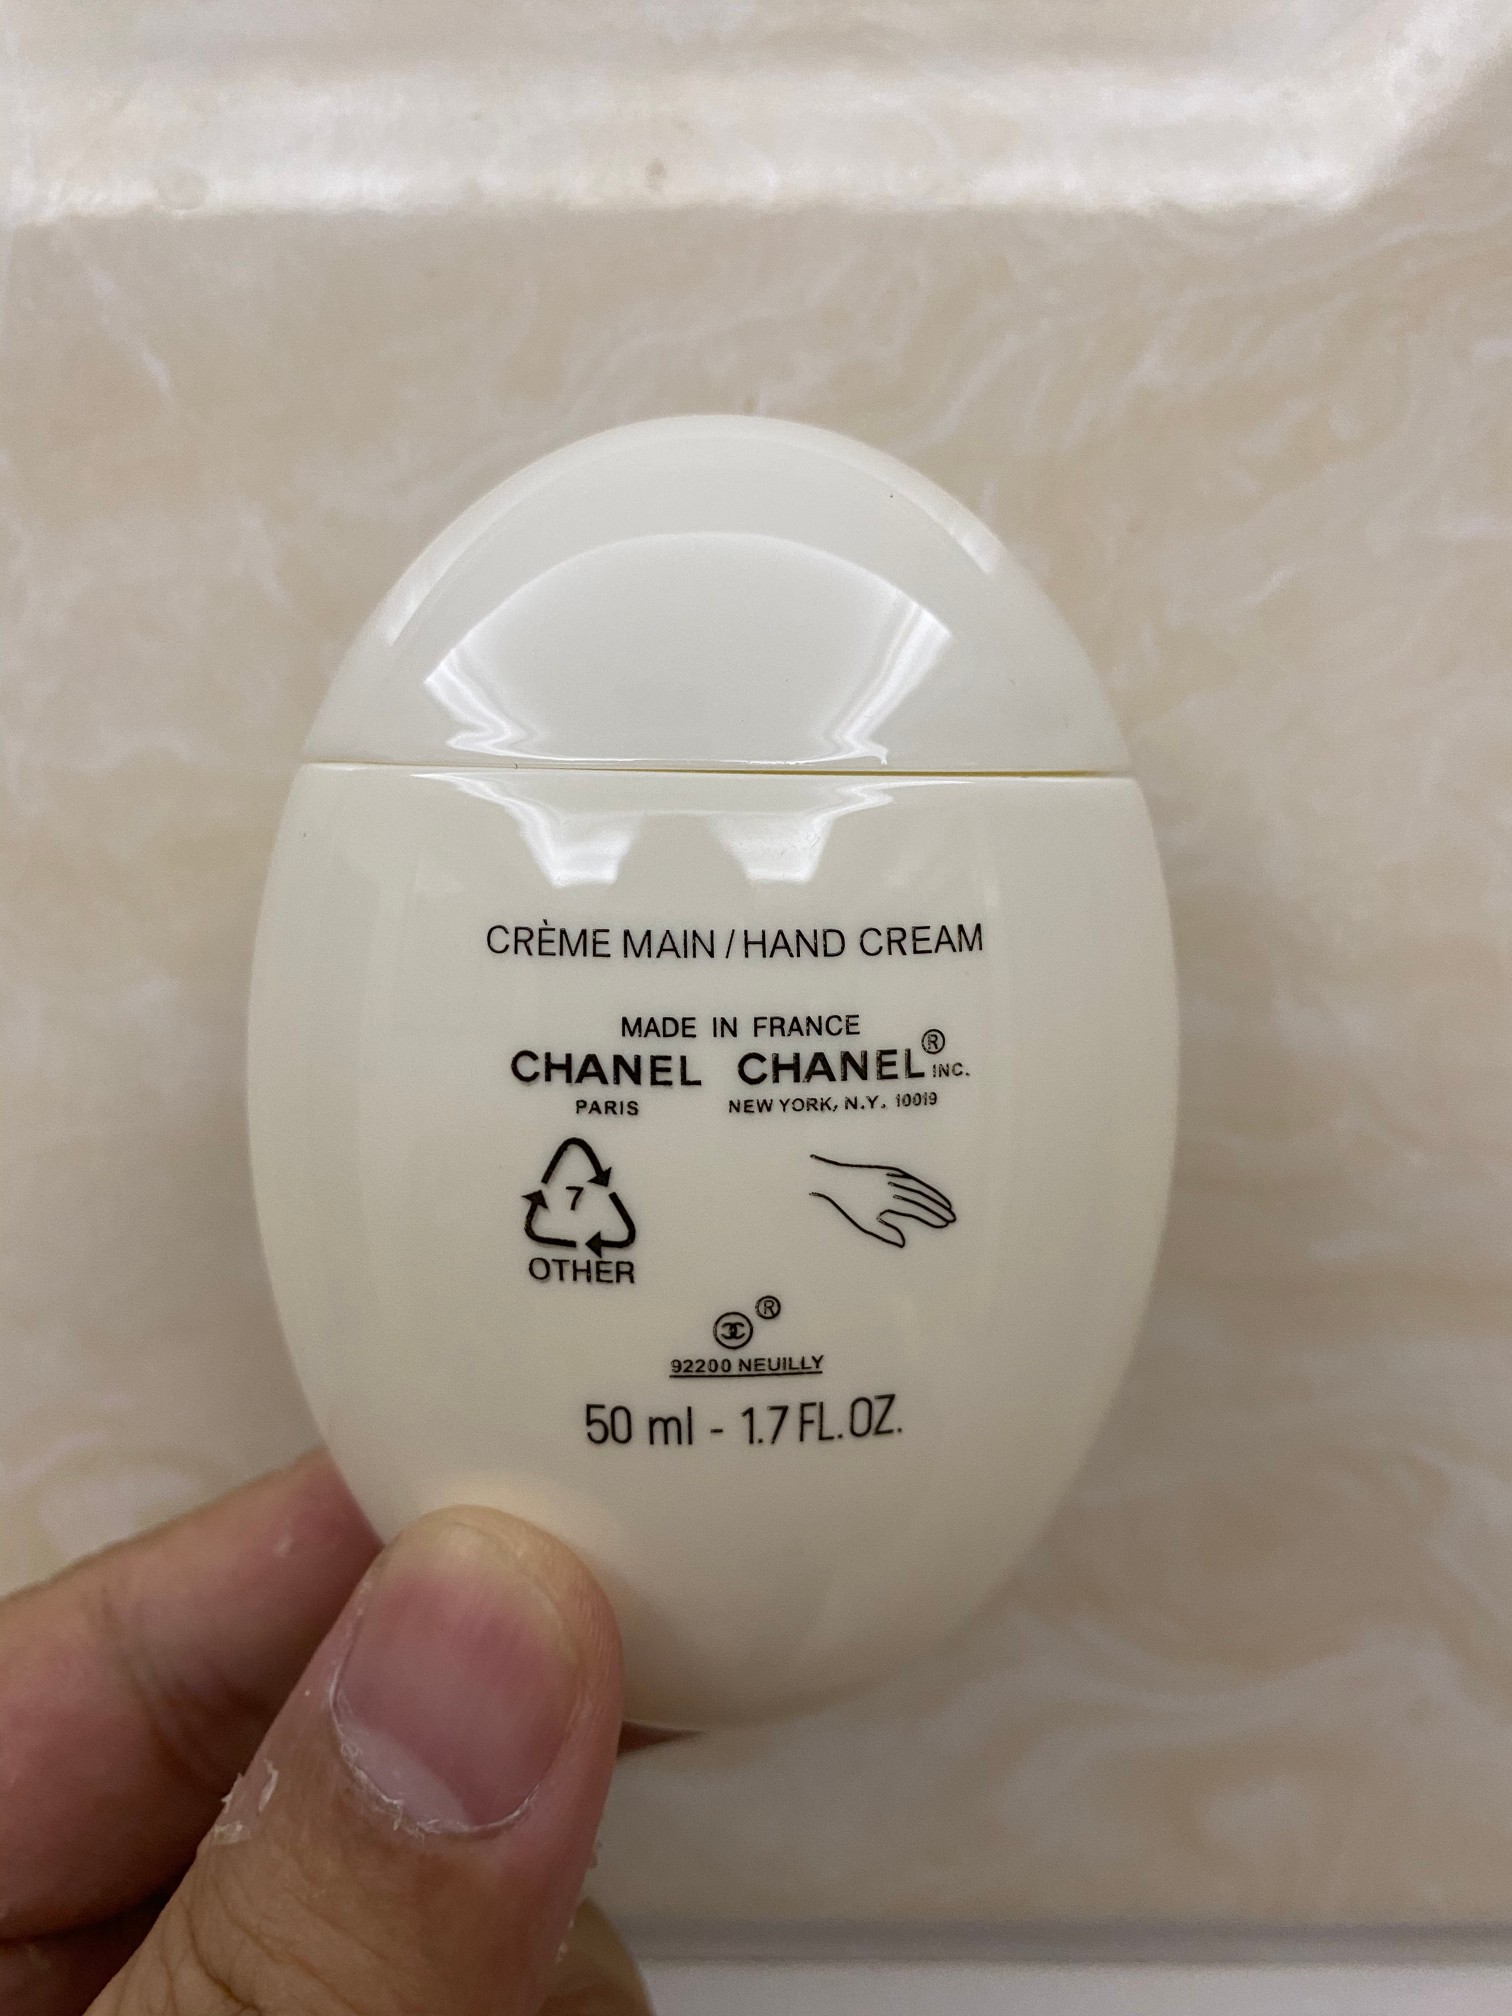 CRÈME MAIN / HAND CREAM
MADE IN FRANCE
CHANEL CHANEL® INC.
PARIS NEW YORK, N.Y. 10019
7
OTHER
®
92200 NEUILLY
50 ml - 1.7 FL.OZ.